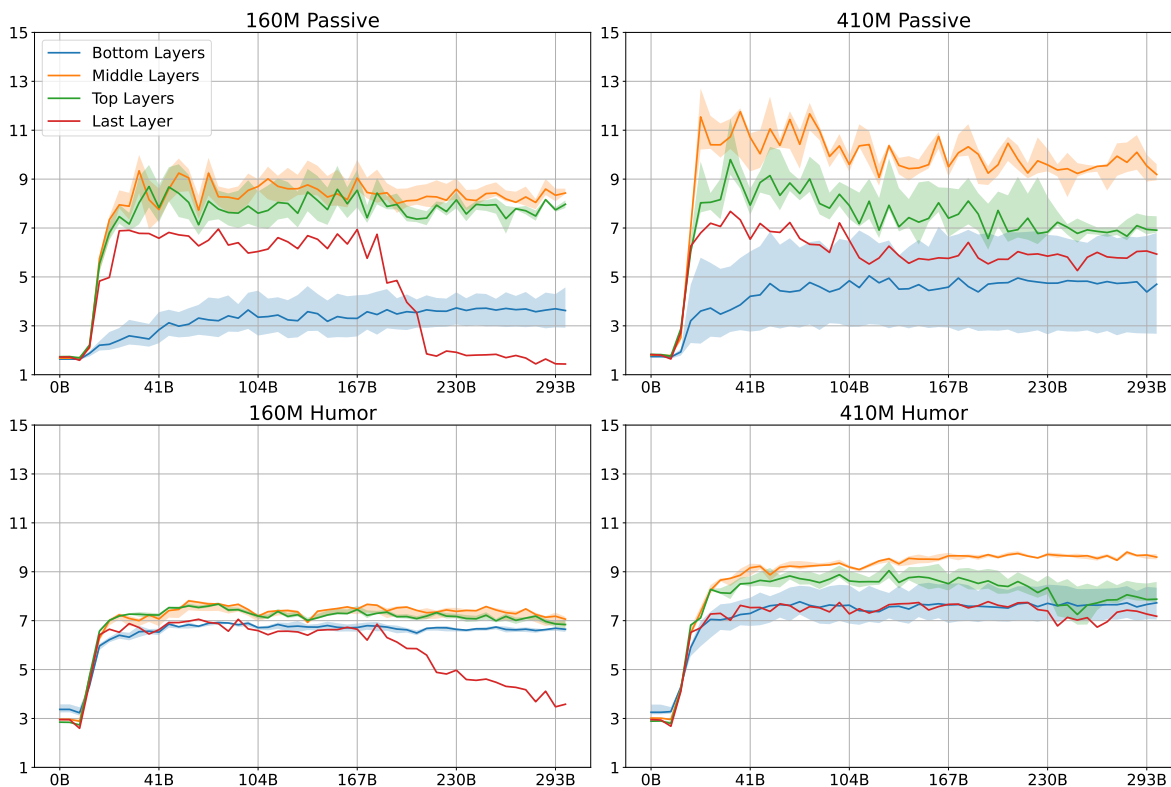 160M Passive
15
13
11
9
7
5
3
1
Bottom Layers
Middle Layers
Top Layers
Last Layer
0B 41B 104B 167B 230B 293B
410M Passive
15
13
11
9
7
5
3
1
0B 41B 104B 167B 230B 293B
160M Humor
15
13
11
9
7
5
3
1
0B 41B 104B 167B 230B 293B
410M Humor
15
13
11
9
7
5
3
1
0B 41B 104B 167B 230B 293B